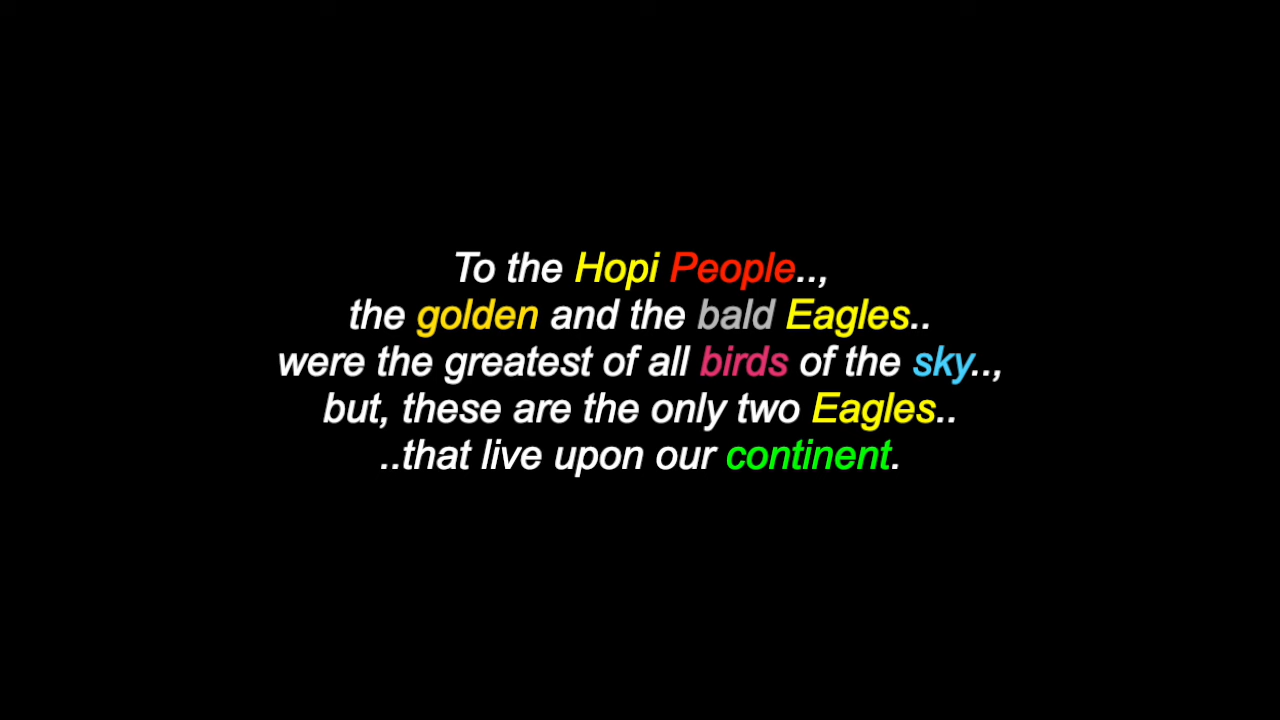 To the Hopi People..,
the golden and the bald Eagles..
were the greatest of all birds of the sky..,
but, these are the only two Eagles..
..that live upon our continent.